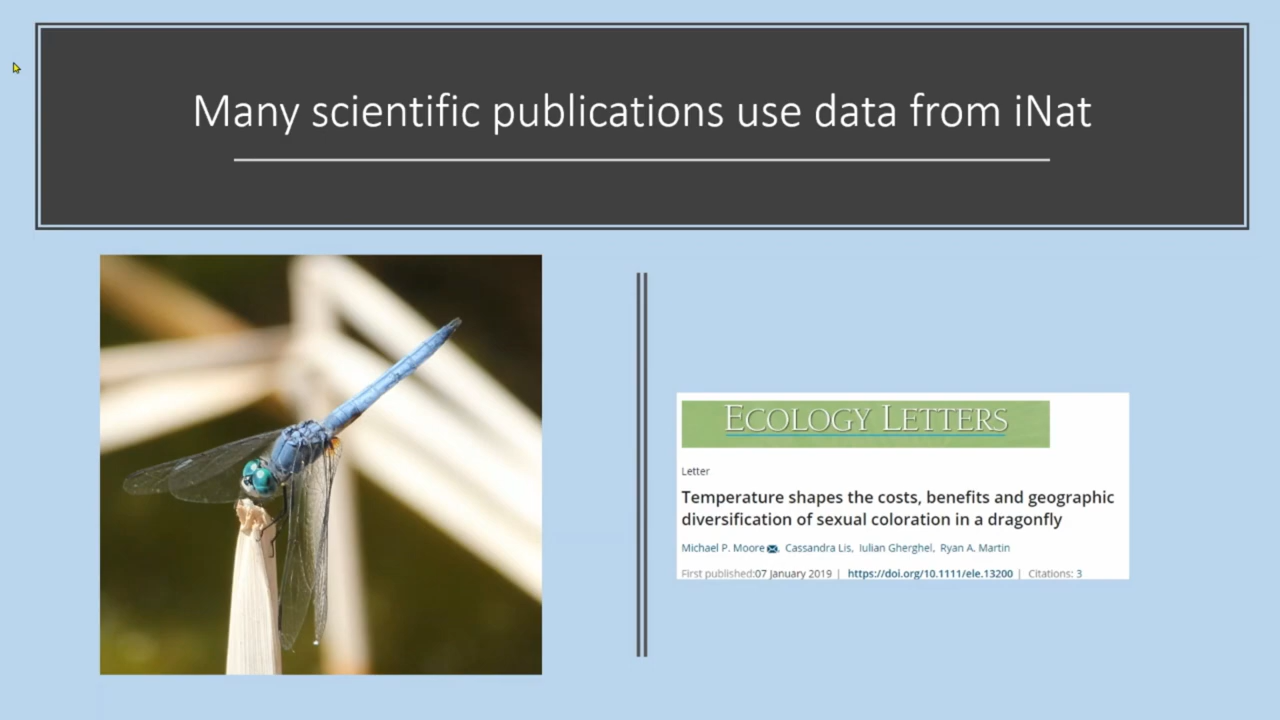 Many scientific publications use data from iNat
ECOLOGY LETTERS
Letter
Temperature shapes the costs, benefits and geographic
diversification of sexual coloration in a dragonfly
Michael P. Moore, Cassandra Lis, Iulian Gherghel, Ryan A. Martin
First published:07 January 2019 | https://doi.org/10.1111/ele.13200 | Citations: 3